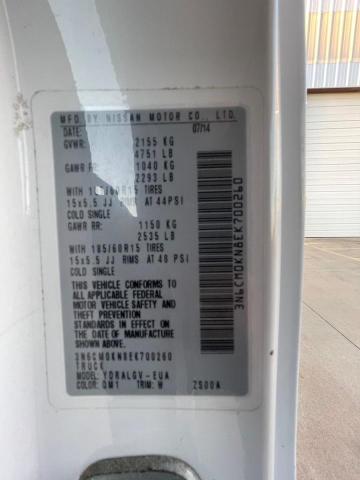 MFD BY NISSAN MOTOR CO., LTD.
DATE: 07/14
GVWR: 2155 KG
4751 LB
GAWR FR: 1040 KG
2293 LB
WITH 185/60R15 TIRES
15x5.5 JJ RIMS AT 44PSI
COLD SINGLE
GAWR RR: 1150 KG
2535 LB
WITH 185/60R15 TIRES
15x5.5 JJ RIMS AT 48 PSI
COLD SINGLE
THIS VEHICLE CONFORMS TO
ALL APPLICABLE FEDERAL
MOTOR VEHICLE SAFETY
AND THEFT PREVENTION
STANDARDS IN EFFECT ON
THE DATE OF MANUFACTURE
SHOWN ABOVE.
3N6CM0KN8EK700260
TRUCK
MODEL: YDRALGV-EUA
COLOR: QM1 TRIM: W ZS00A
3N6CM0KN8EK700260